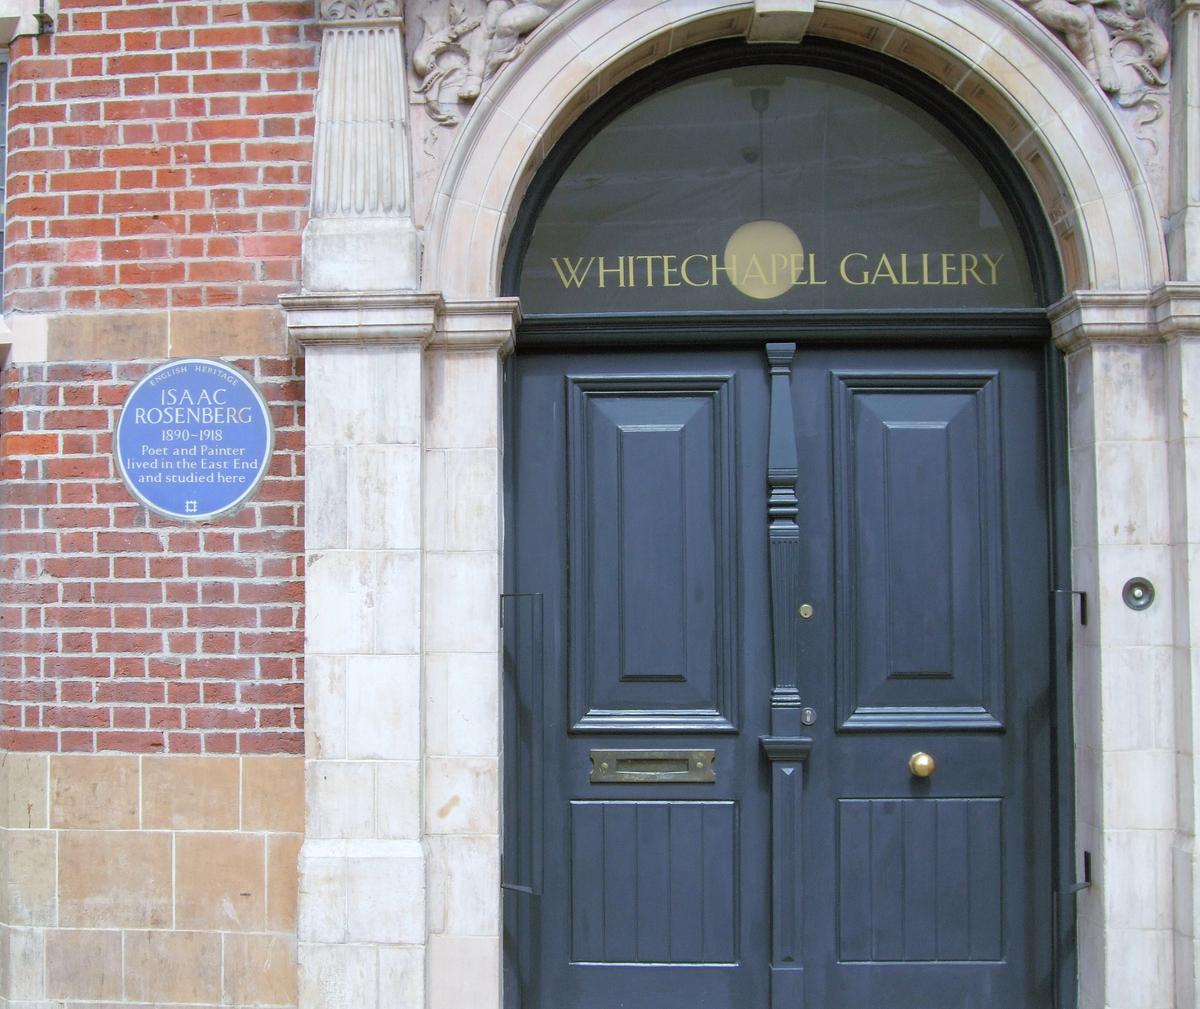 ENGLISH HERITAGE
ISAAC
ROSENBERG
1890-1918
Poet and Painter
lived in the East End
and studied here
WHITECHAPEL GALLERY